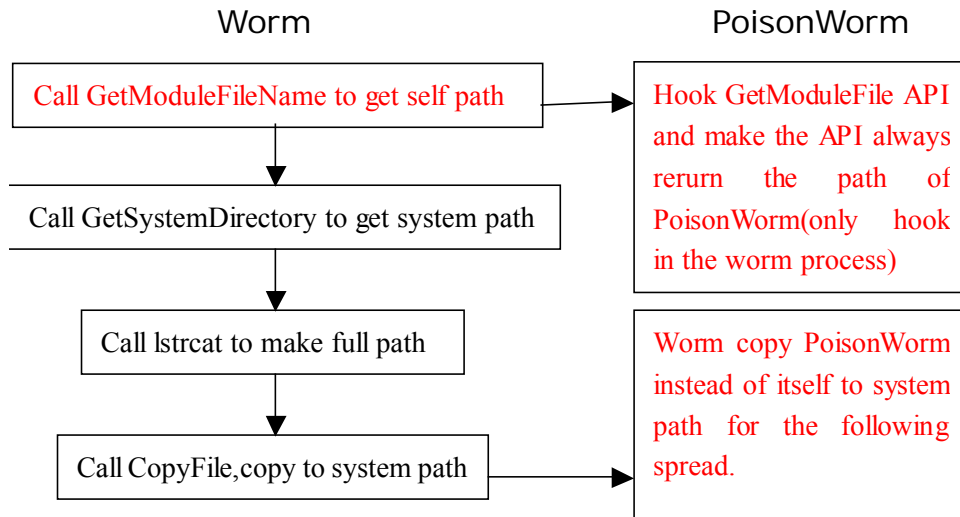 Worm
PoisonWorm
Call GetModuleFileName to get self path
Call GetSystemDirectory to get system path
Call lstrcat to make full path
Call CopyFile,copy to system path
Hook GetModuleFile API
and make the API always
rerurn the path of
PoisonWorm(only hook
in the worm process)
Worm copy PoisonWorm
instead of itself to system
path for the following
spread.